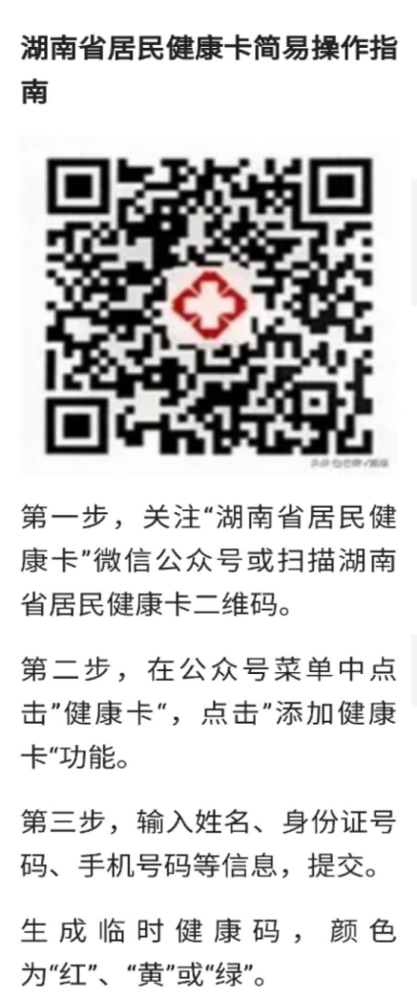 湖南省居民健康卡简易操作指
南
第一步，关注“湖南省居民健
康卡”微信公众号或扫描湖南
省居民健康卡二维码。
第二步，在公众号菜单中点
击”健康卡“，点击”添加健康
卡“功能。
第三步，输入姓名、身份证号
码、手机号码等信息，提交。
生成临时健康码，颜色
为“红”、“黄”或“绿”。